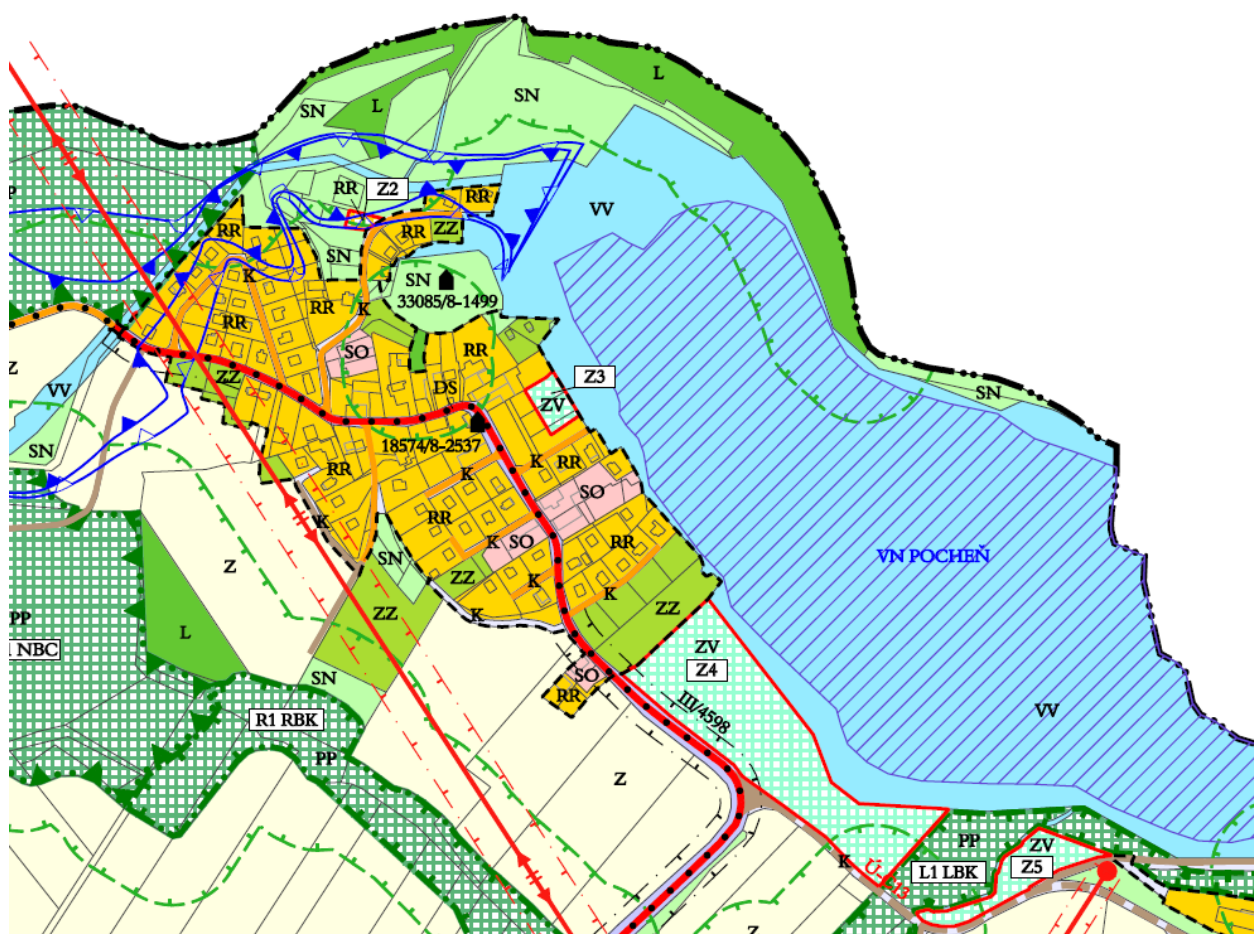 L
SN
SN
L
PP
RR
Z2
RR
VV
RR
RR
ZZ
SN
K
SN
33085/8-1499
RR
K
RR
SO
Z
VV
ZZ
DS
Z3
ZV
SN
SN
18574/8-2537
RR
K
K
RR
SO
RR
K
SO
RR
VN POCHEŇ
K
SN
Z
ZZ
K
K
K
ZZ
ZZ
L
PP
NBC
ZV
Z4
SO
RR
SN
III/4598
R1 RBK
PP
VV
Z
PP
ZV
K
L1 LBK
Z5
Z